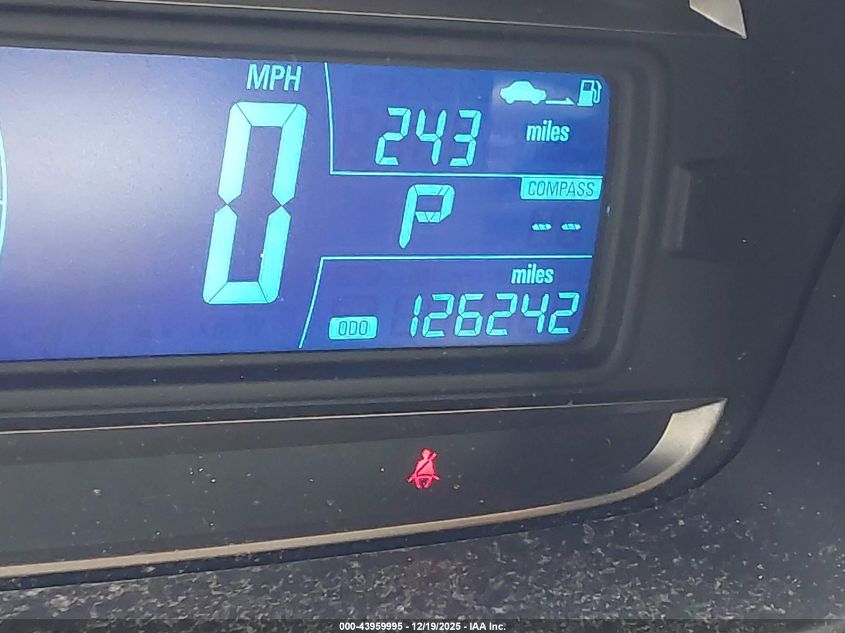 MPH
0
243 miles
P
COMPASS
--
miles
ODO 126242
000-43959995 - 12/19/2025 - IAA Inc.